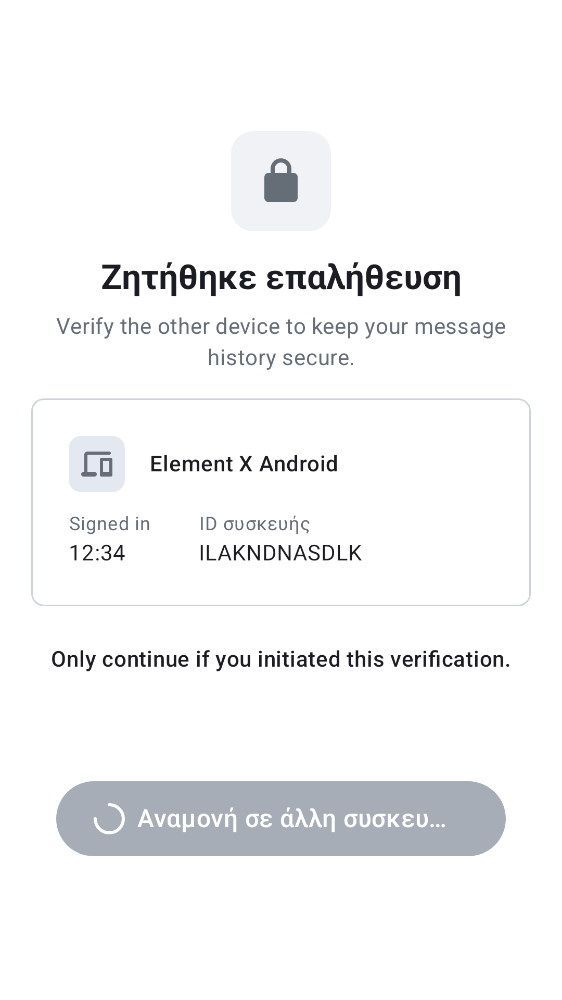 Ζητήθηκε επαλήθευση
Verify the other device to keep your message
history secure.
Element X Android
Signed in
12:34
ID συσκευής
ILAKNDNASDLK
Only continue if you initiated this verification.
Αναμονή σε άλλη συσκευ…